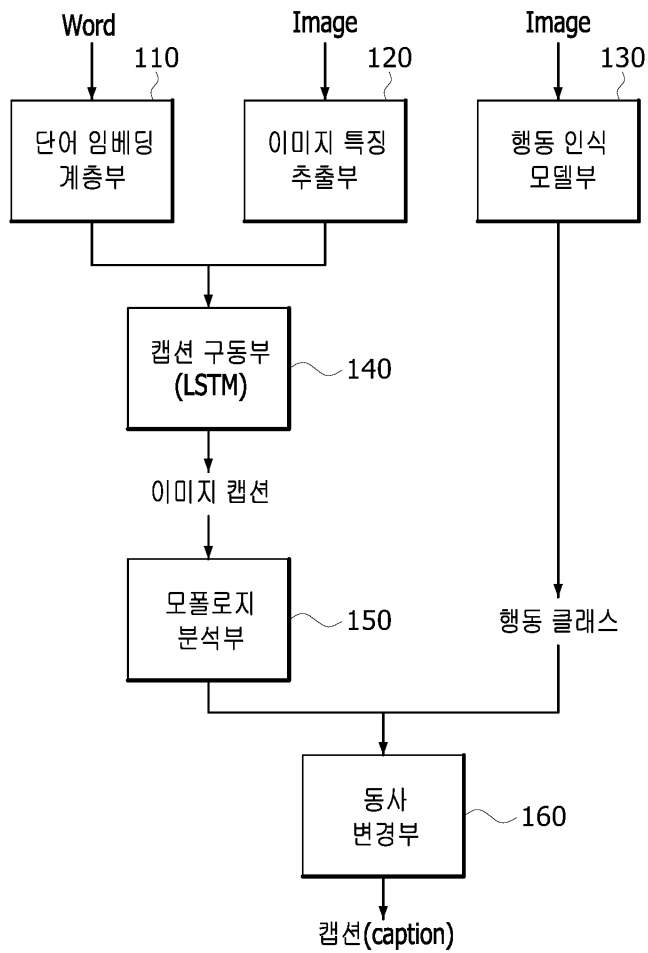 Word
Image
Image
110
120
130
단어 임베딩
계층부
이미지 특징
추출부
행동 인식
모델부
캡션 구동부
(LSTM)
140
이미지 캡션
모폴로지
분석부
150
행동 클래스
동사
변경부
160
캡션(caption)